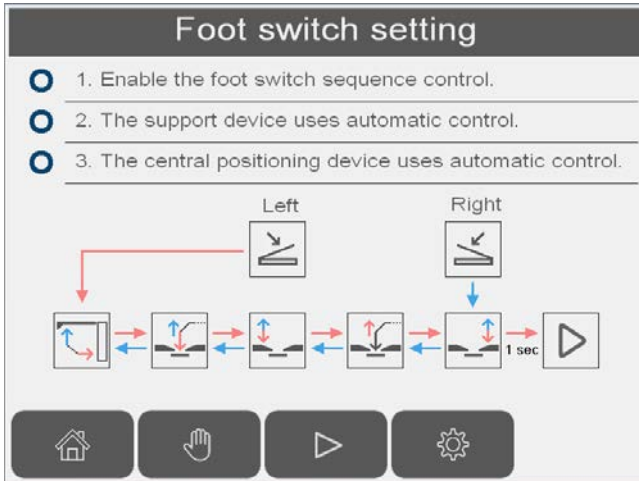 Foot switch setting
1. Enable the foot switch sequence control.
2. The support device uses automatic control.
3. The central positioning device uses automatic control.
Left Right
1 sec